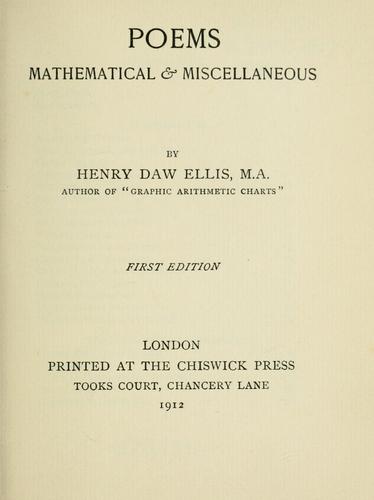 POEMS
MATHEMATICAL & MISCELLANEOUS
BY
HENRY DAW ELLIS, M.A.
AUTHOR OF "GRAPHIC ARITHMETIC CHARTS"
FIRST EDITION
LONDON
PRINTED AT THE CHISWICK PRESS
TOOKS COURT, CHANCERY LANE
1912